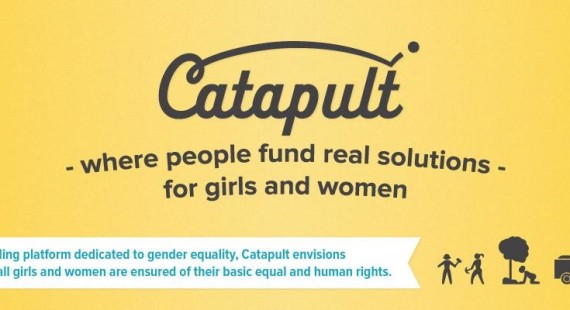 Catapult
- where people fund real solutions -
for girls and women
ding platform dedicated to gender equality, Catapult envisions
all girls and women are ensured of their basic equal and human rights.